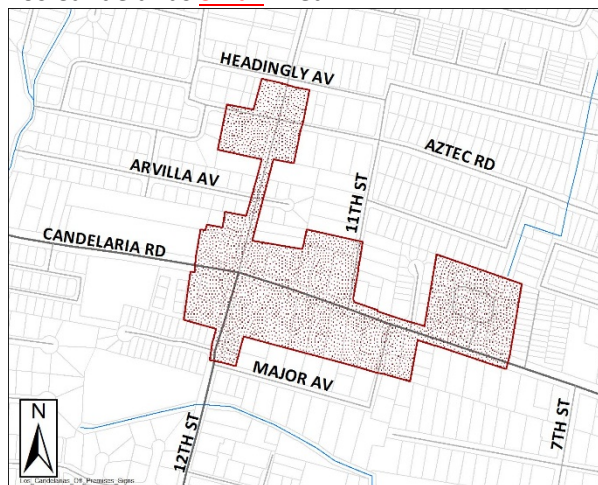 HEADINGLY AV
AZTEC RD
ARVILLA AV
11TH ST
CANDELARIA RD
MAJOR AV
N
12TH ST
7TH ST
Los_Candelarias_Off_Premises_Signs